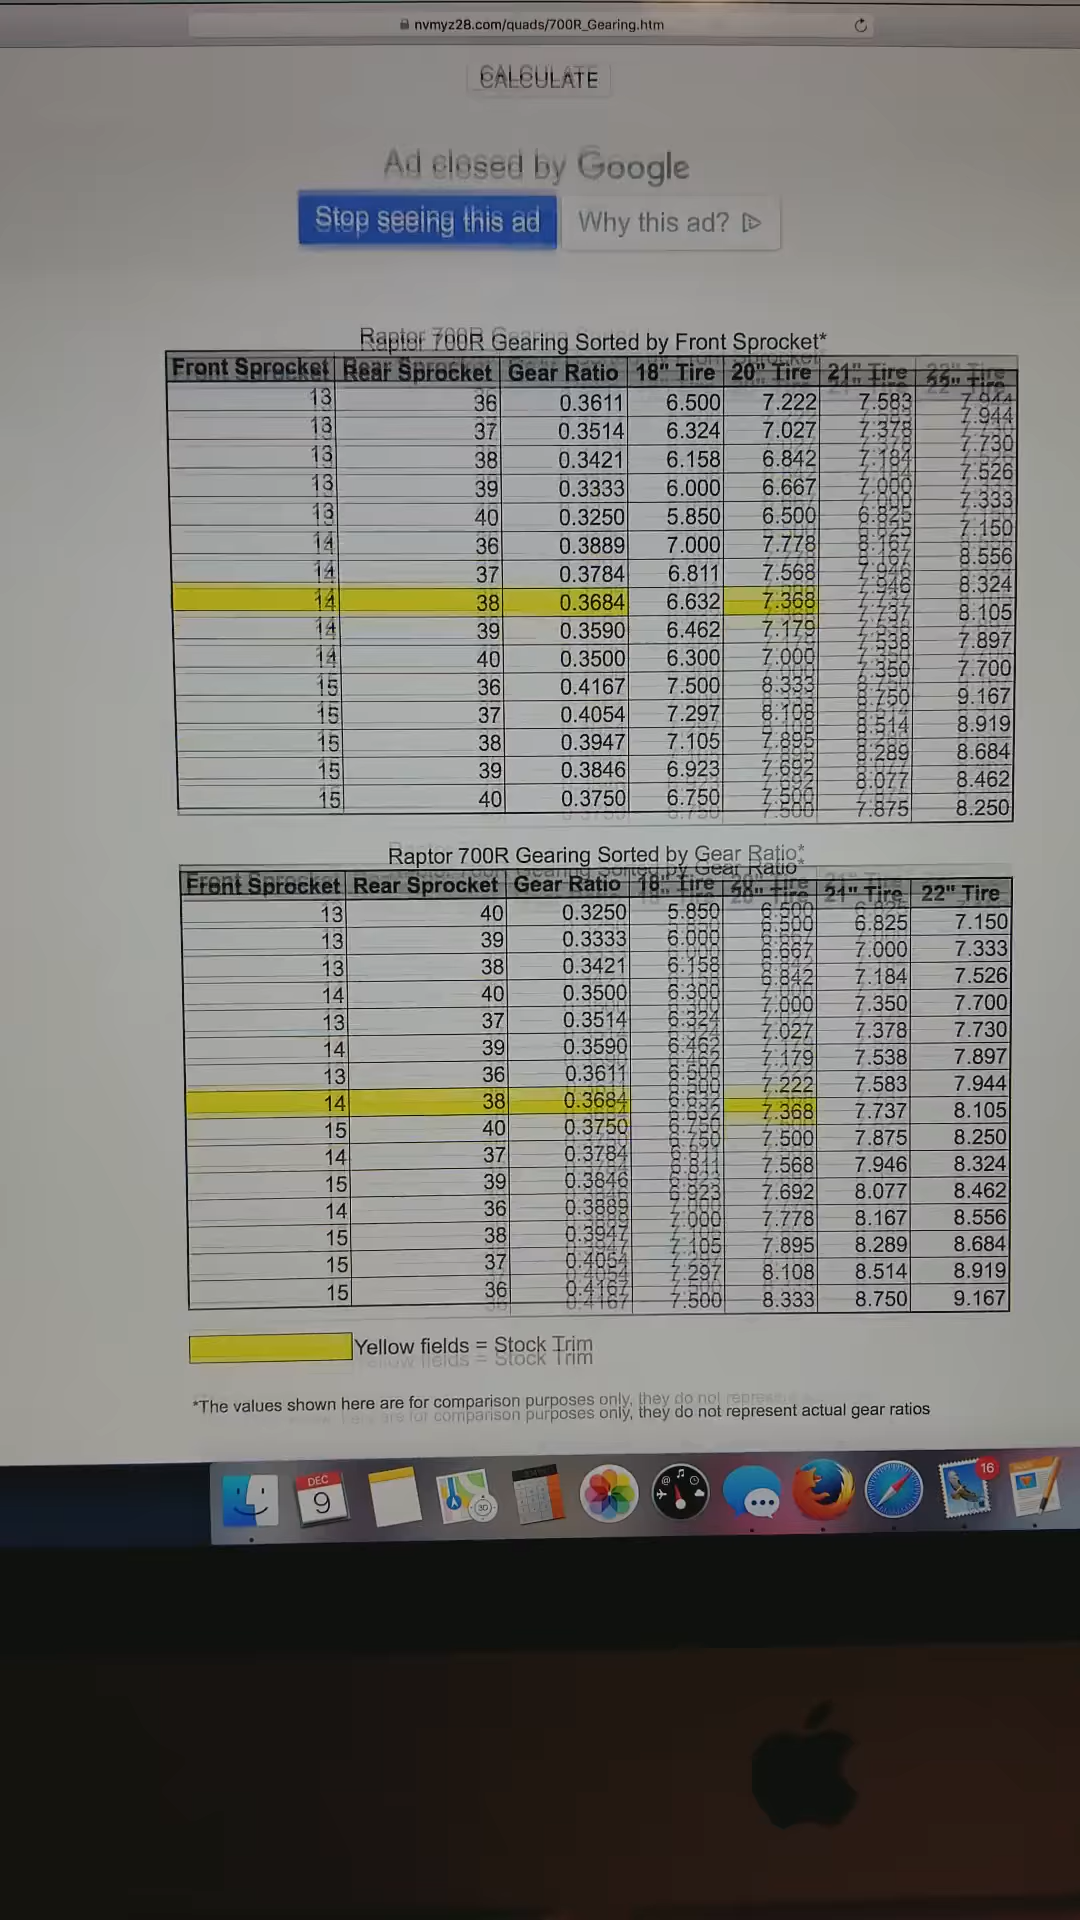 nvmyz28.com/quads/700R_Gearing.htm
CALCULATE
Ad closed by Google
Stop seeing this ad Why this ad?
Raptor 700R Gearing Sorted by Front Sprocket*
Front Sprocket Rear Sprocket Gear Ratio 18" Tire 20" Tire 21" Tire 22" Tire
13 36 0.3611 6.500 7.222 7.583 7.944
13 37 0.3514 6.324 7.027 7.378 7.730
13 38 0.3421 6.158 6.842 7.184 7.526
13 39 0.3333 6.000 6.667 7.000 7.333
13 40 0.3250 5.850 6.500 6.825 7.150
14 36 0.3889 7.000 7.778 8.167 8.556
14 37 0.3784 6.811 7.568 7.946 8.324
14 38 0.3684 6.632 7.368 7.737 8.105
14 39 0.3590 6.462 7.179 7.538 7.897
14 40 0.3500 6.300 7.000 7.350 7.700
15 36 0.4167 7.500 8.333 8.750 9.167
15 37 0.4054 7.297 8.108 8.514 8.919
15 38 0.3947 7.105 7.895 8.289 8.684
15 39 0.3846 6.923 7.692 8.077 8.462
15 40 0.3750 6.750 7.500 7.875 8.250
Raptor 700R Gearing Sorted by Gear Ratio*
Front Sprocket Rear Sprocket Gear Ratio 18" Tire 20" Tire 21" Tire 22" Tire
13 40 0.3250 5.850 6.500 6.825 7.150
13 39 0.3333 6.000 6.667 7.000 7.333
13 38 0.3421 6.158 6.842 7.184 7.526
14 40 0.3500 6.300 7.000 7.350 7.700
13 37 0.3514 6.324 7.027 7.378 7.730
14 39 0.3590 6.462 7.179 7.538 7.897
13 36 0.3611 6.500 7.222 7.583 7.944
14 38 0.3684 6.632 7.368 7.737 8.105
15 40 0.3750 6.750 7.500 7.875 8.250
14 37 0.3784 6.811 7.568 7.946 8.324
15 39 0.3846 6.923 7.692 8.077 8.462
14 36 0.3889 7.000 7.778 8.167 8.556
15 38 0.3947 7.105 7.895 8.289 8.684
15 37 0.4054 7.297 8.108 8.514 8.919
15 36 0.4167 7.500 8.333 8.750 9.167
Yellow fields = Stock Trim
*The values shown here are for comparison purposes only, they do not represent actual gear ratios
DEC
9
3D
16